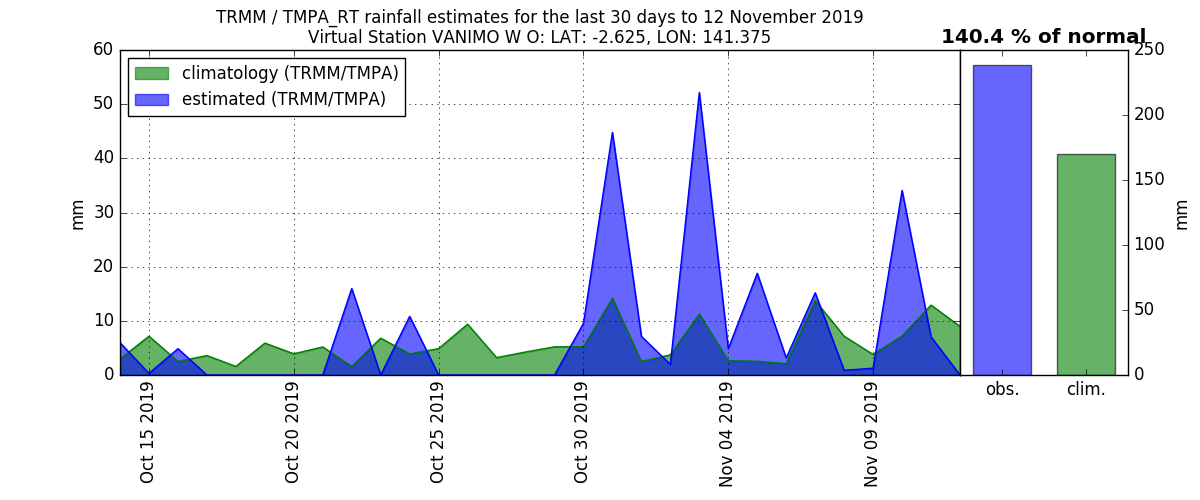 TRMM / TMPA_RT rainfall estimates for the last 30 days to 12 November 2019
Virtual Station VANIMO W O: LAT: -2.625, LON: 141.375
140.4 % of normal
climatology (TRMM/TMPA)
estimated (TRMM/TMPA)
60
50
40
30
20
10
0
mm
Oct 15 2019
Oct 20 2019
Oct 25 2019
Oct 30 2019
Nov 04 2019
Nov 09 2019
obs.
clim.
250
200
150
100
50
0
mm